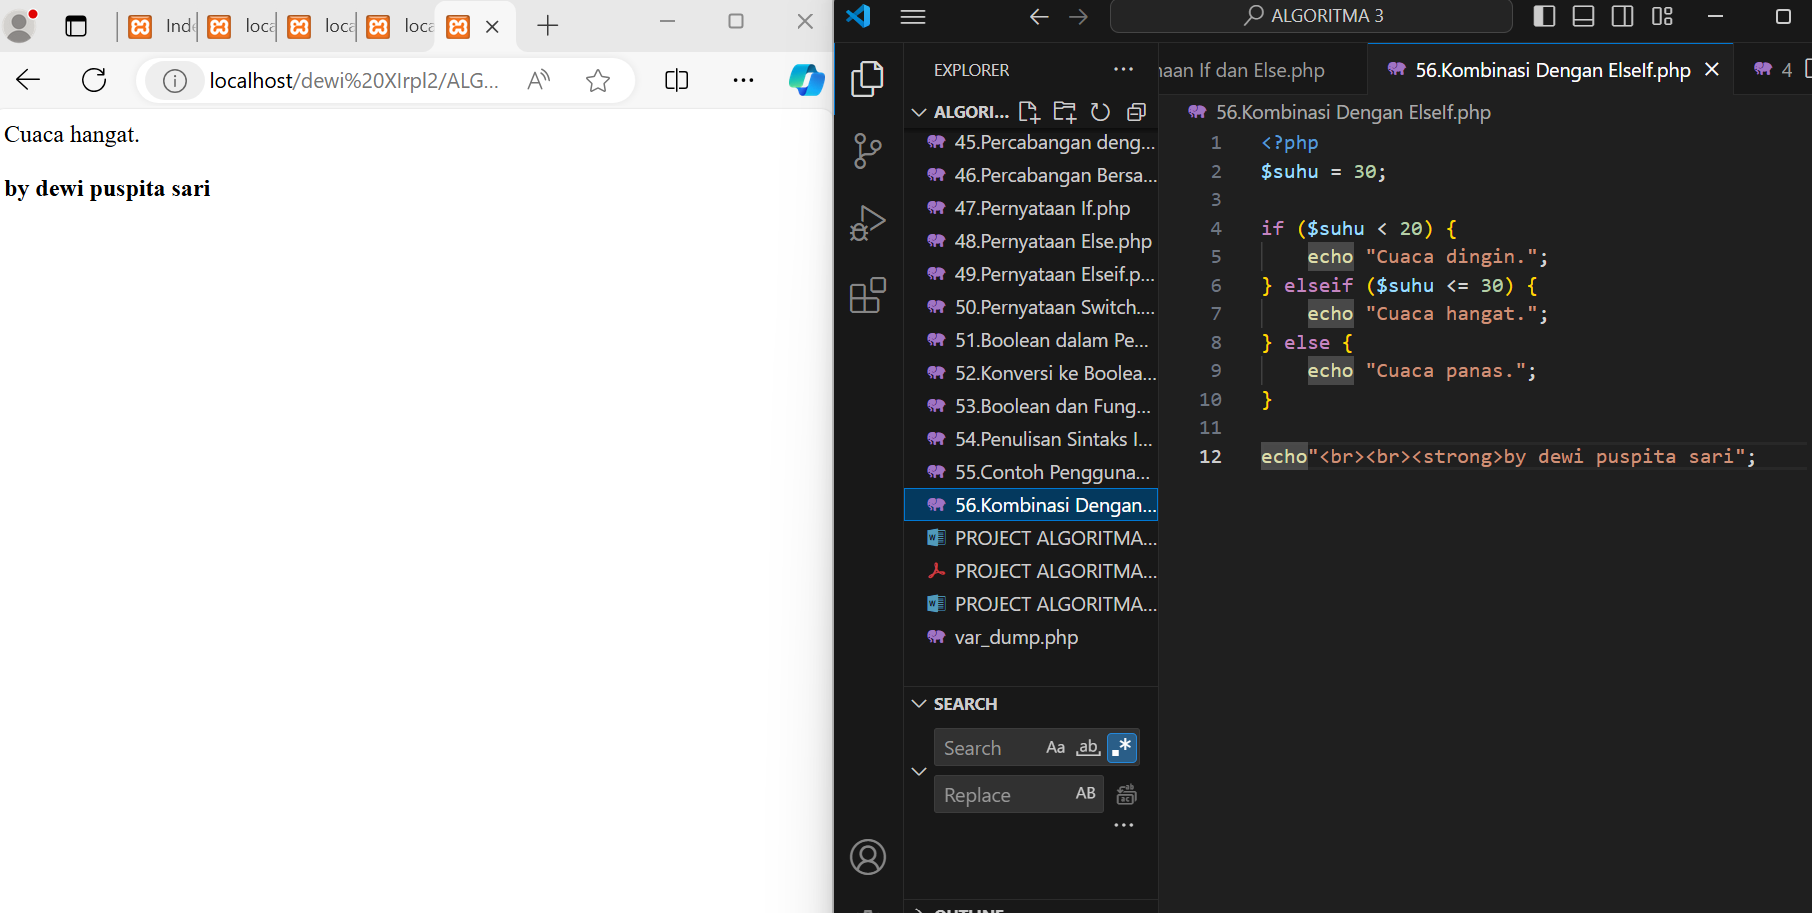 Inde
loca
loca
loca
localhost/dewi%20XIrpl2/ALG...
Cuaca hangat.
by dewi puspita sari
ALGORITMA 3
EXPLORER
ALGORI...
45.Percabangan deng...
46.Percabangan Bersa...
47.Pernyataan If.php
48.Pernyataan Else.php
49.Pernyataan Elseif.p...
50.Pernyataan Switch....
51.Boolean dalam Pe...
52.Konversi ke Boolea...
53.Boolean dan Fung...
54.Penulisan Sintaks I...
55.Contoh Pengguna...
56.Kombinasi Dengan...
PROJECT ALGORITMA...
PROJECT ALGORITMA...
PROJECT ALGORITMA...
var_dump.php
SEARCH
Search
Aa
ab
.*
Replace
AB
naan If dan Else.php
56.Kombinasi Dengan ElseIf.php
4
56.Kombinasi Dengan ElseIf.php
1 <?php
2 $suhu = 30;
3
4 if ($suhu < 20) {
5 echo "Cuaca dingin.";
6 } elseif ($suhu <= 30) {
7 echo "Cuaca hangat.";
8 } else {
9 echo "Cuaca panas.";
10 }
11
12 echo"<br><br><strong>by dewi puspita sari";